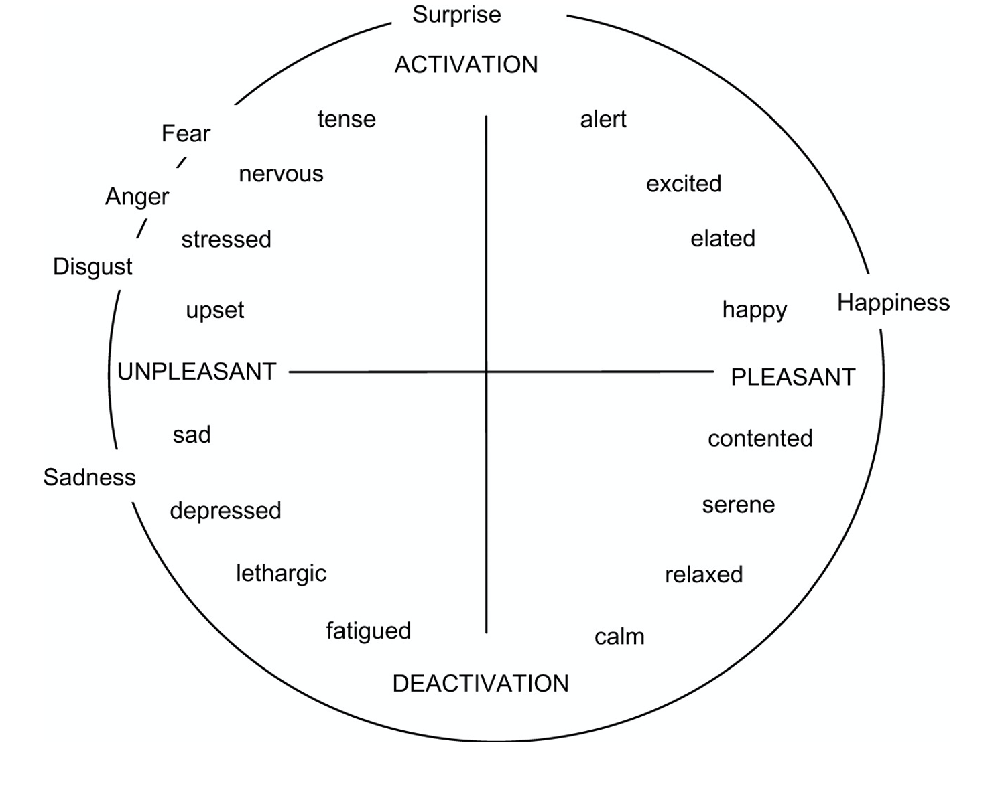 Surprise
ACTIVATION
tense
alert
Fear
nervous
excited
Anger
stressed
elated
Disgust
upset
happy
Happiness
UNPLEASANT
PLEASANT
sad
contented
Sadness
depressed
serene
lethargic
relaxed
fatigued
calm
DEACTIVATION